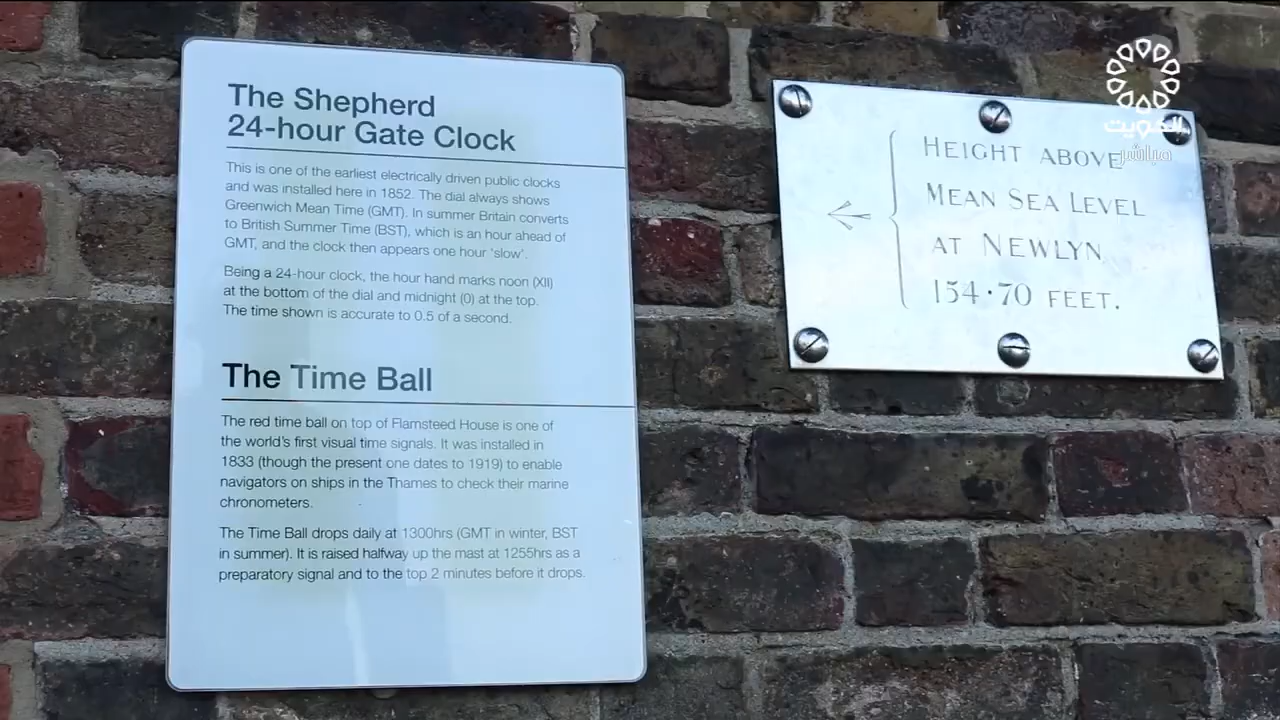 The Shepherd
24-hour Gate Clock
This is one of the earliest electrically driven public clocks
and was installed here in 1852. The dial always shows
Greenwich Mean Time (GMT). In summer Britain converts
to British Summer Time (BST), which is an hour ahead of
GMT, and the clock then appears one hour 'slow'.
Being a 24-hour clock, the hour hand marks noon (XII)
at the bottom of the dial and midnight (0) at the top.
The time shown is accurate to 0.5 of a second.
The Time Ball
The red time ball on top of Flamsteed House is one of
the world's first visual time signals. It was installed in
1833 (though the present one dates to 1919) to enable
navigators on ships in the Thames to check their marine
chronometers.
The Time Ball drops daily at 1300hrs (GMT in winter, BST
in summer). It is raised halfway up the mast at 1255hrs as a
preparatory signal and to the top 2 minutes before it drops.
HEIGHT ABOVE
MEAN SEA LEVEL
AT NEWLYN
154·70 FEET.
الكويت
مباشر